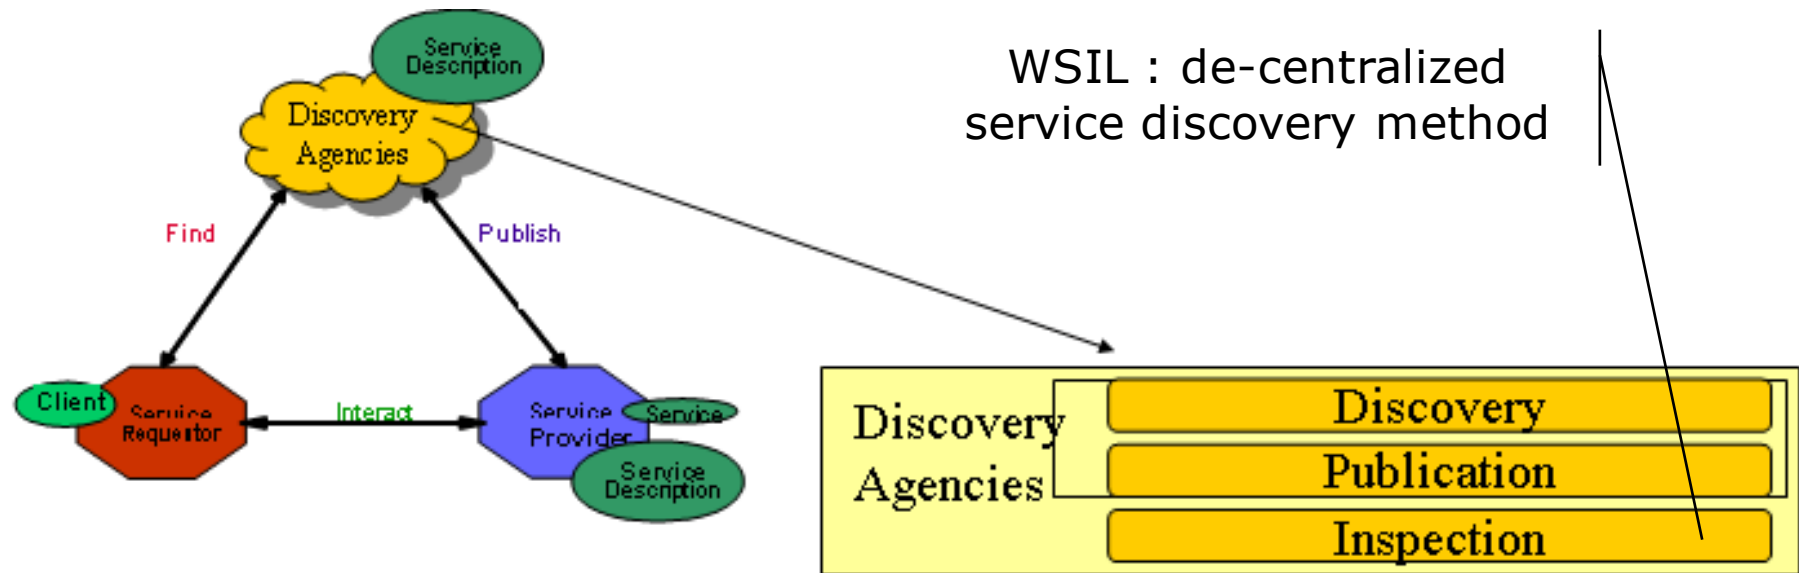 Service
Description
Discovery
Agencies
Find
Publish
Client
Service
Requestor
Interact
Service
Provider
Service
Service
Description
WSIL : de-centralized
service discovery method
Discovery
Agencies
Discovery
Publication
Inspection